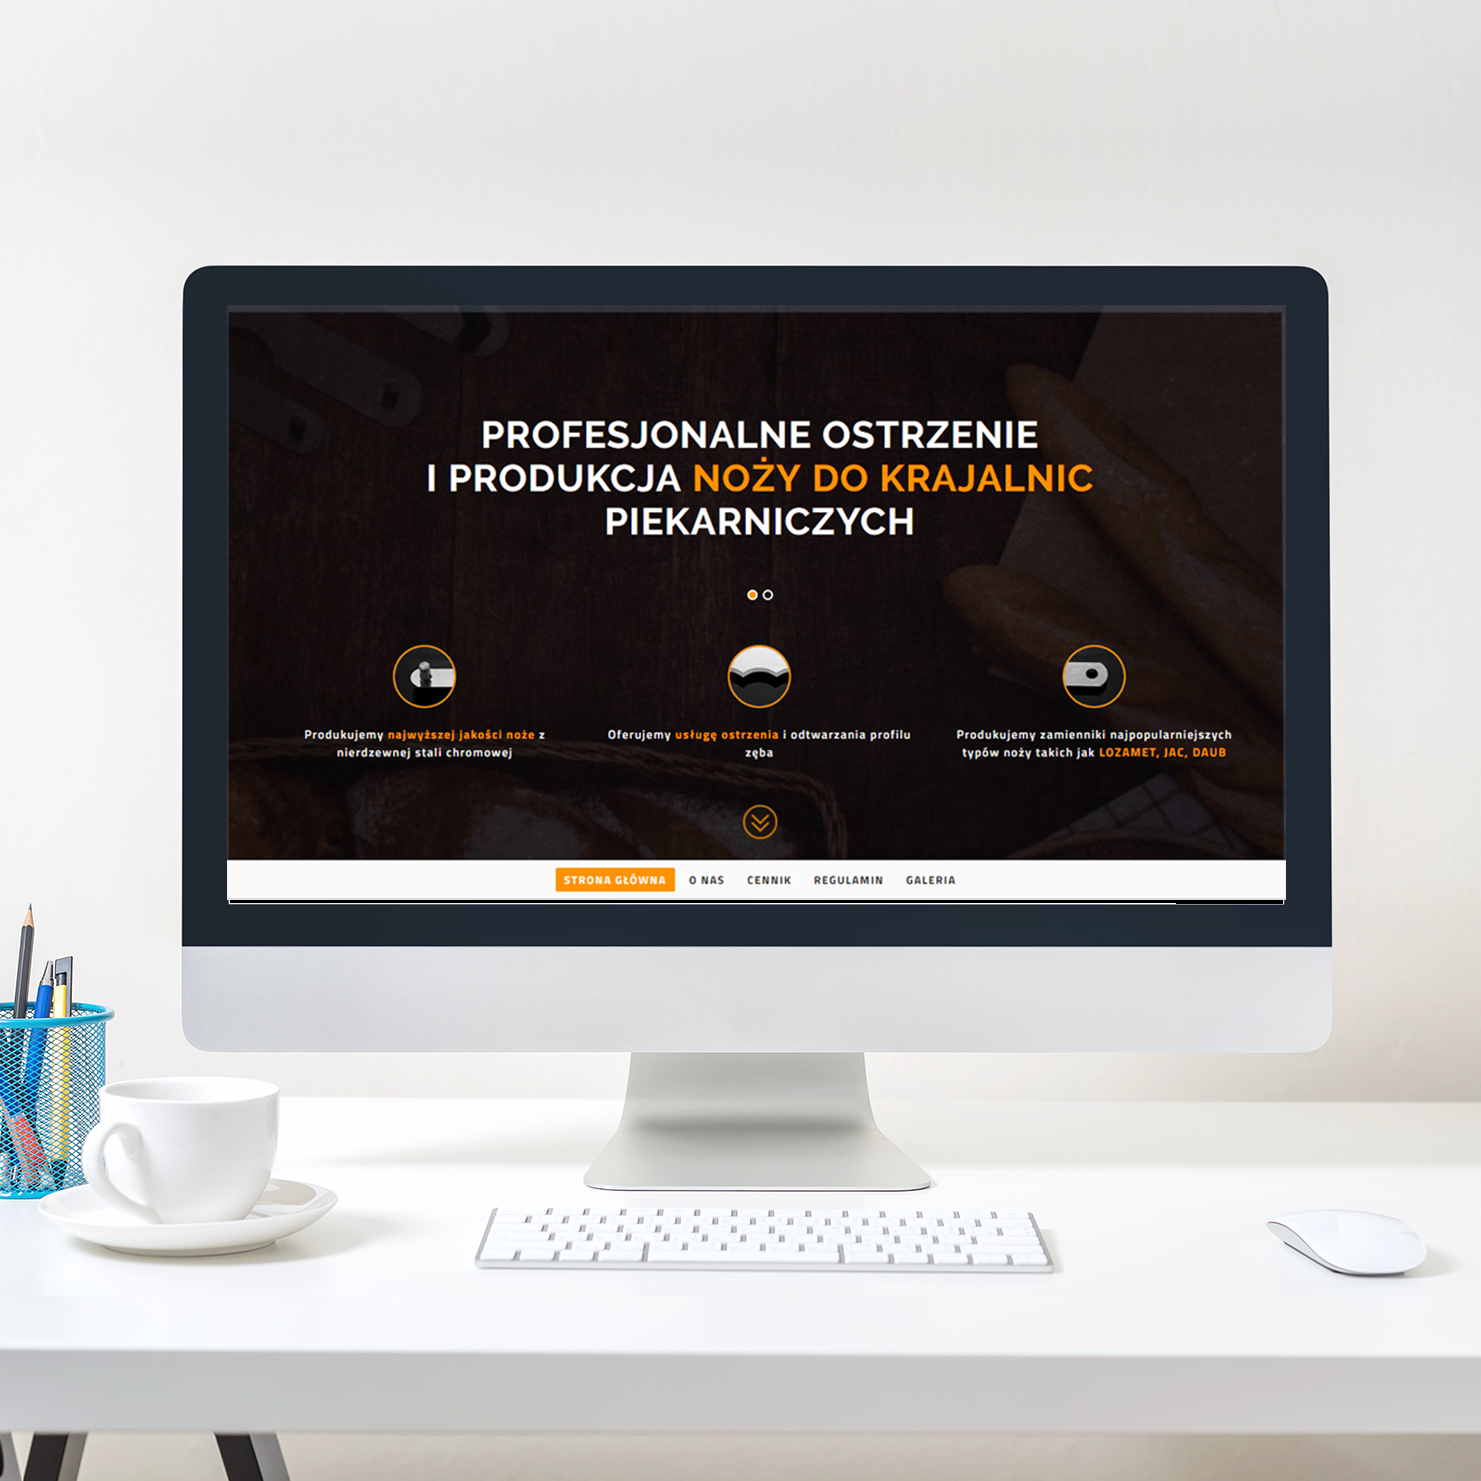 PROFESJONALNE OSTRZENIE
I PRODUKCJA NOŻY DO KRAJALNIC
PIEKARNICZYCH
Produkujemy najwyższej jakości noże z
nierdzewnej stali chromowej
Oferujemy usługę ostrzenia i odtwarzania profilu
zęba
Produkujemy zamienniki najpopularniejszych
typów noży takich jak LOZAMET, JAC, DAUB
STRONA GŁÓWNA O NAS CENNIK REGULAMIN GALERIA